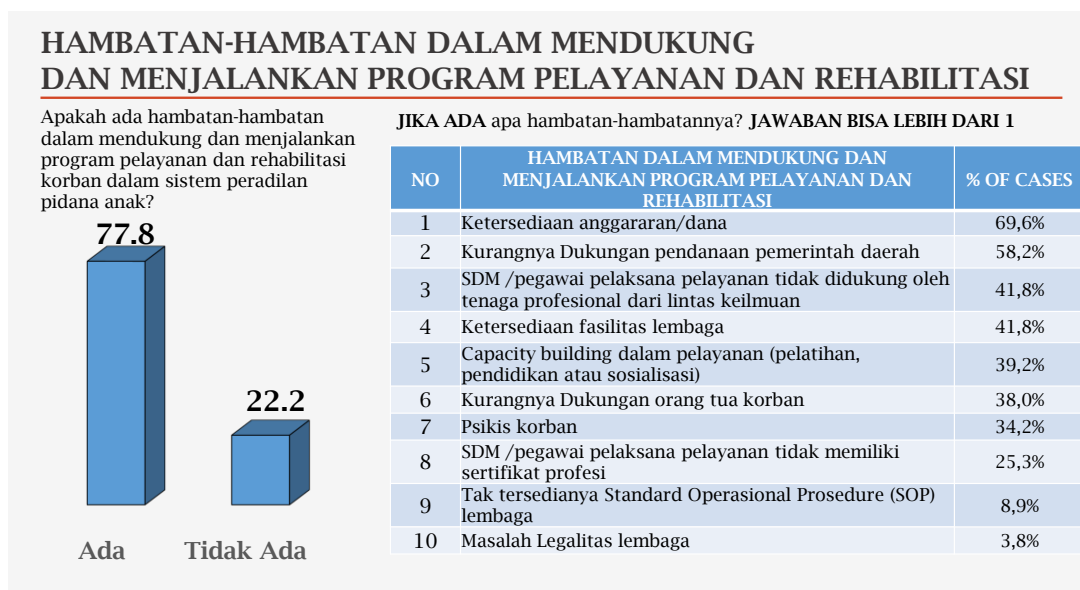 HAMBATAN-HAMBATAN DALAM MENDUKUNG
DAN MENJALANKAN PROGRAM PELAYANAN DAN REHABILITASI
Apakah ada hambatan-hambatan
dalam mendukung dan menjalankan
program pelayanan dan rehabilitasi
korban dalam sistem peradilan
pidana anak?
77.8
22.2
Ada
Tidak Ada
JIKA ADA apa hambatan-hambatannya? JAWABAN BISA LEBIH DARI 1
NO
HAMBATAN DALAM MENDUKUNG DAN
MENJALANKAN PROGRAM PELAYANAN DAN
REHABILITASI
% OF CASES
1 Ketersediaan anggararan/dana 69,6%
2 Kurangnya Dukungan pendanaan pemerintah daerah 58,2%
3 SDM /pegawai pelaksana pelayanan tidak didukung oleh
tenaga profesional dari lintas keilmuan 41,8%
4 Ketersediaan fasilitas lembaga 41,8%
5 Capacity building dalam pelayanan (pelatihan,
pendidikan atau sosialisasi) 39,2%
6 Kurangnya Dukungan orang tua korban 38,0%
7 Psikis korban 34,2%
8 SDM /pegawai pelaksana pelayanan tidak memiliki
sertifikat profesi 25,3%
9 Tak tersedianya Standard Operasional Prosedure (SOP)
lembaga 8,9%
10 Masalah Legalitas lembaga 3,8%